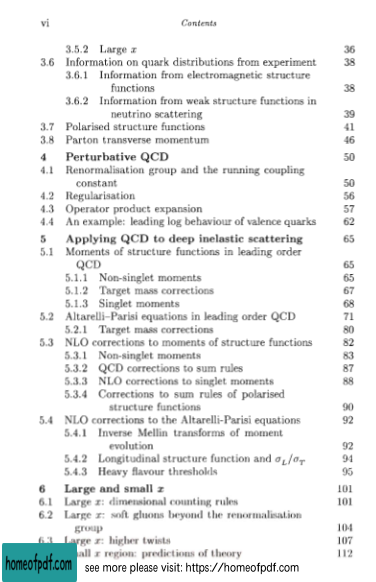 vi Contents
3.5.2 Large x 36
3.6 Information on quark distributions from experiment 38
3.6.1 Information from electromagnetic structure
functions 38
3.6.2 Information from weak structure functions in
neutrino scattering 39
3.7 Polarised structure functions 41
3.8 Parton transverse momentum 46
4 Perturbative QCD 50
4.1 Renormalisation group and the running coupling
constant 50
4.2 Regularisation 56
4.3 Operator product expansion 57
4.4 An example: leading log behaviour of valence quarks 62
5 Applying QCD to deep inelastic scattering 65
5.1 Moments of structure functions in leading order
QCD 65
5.1.1 Non-singlet moments 65
5.1.2 Target mass corrections 67
5.1.3 Singlet moments 68
5.2 Altarelli–Parisi equations in leading order QCD 71
5.2.1 Target mass corrections 80
5.3 NLO corrections to moments of structure functions 82
5.3.1 Non-singlet moments 83
5.3.2 QCD corrections to sum rules 87
5.3.3 NLO corrections to singlet moments 88
5.3.4 Corrections to sum rules of polarised
structure functions 90
5.4 NLO corrections to the Altarelli-Parisi equations 92
5.4.1 Inverse Mellin transforms of moment
evolution 92
5.4.2 Longitudinal structure function and σL/σT 94
5.4.3 Heavy flavour thresholds 95
6 Large and small x 101
6.1 Large x: dimensional counting rules 101
6.2 Large x: soft gluons beyond the renormalisation
group 104
6.3 Large x: higher twists 107
x region: predictions of theory 112
homeofpdf.com see more please visit: https://homeofpdf.com